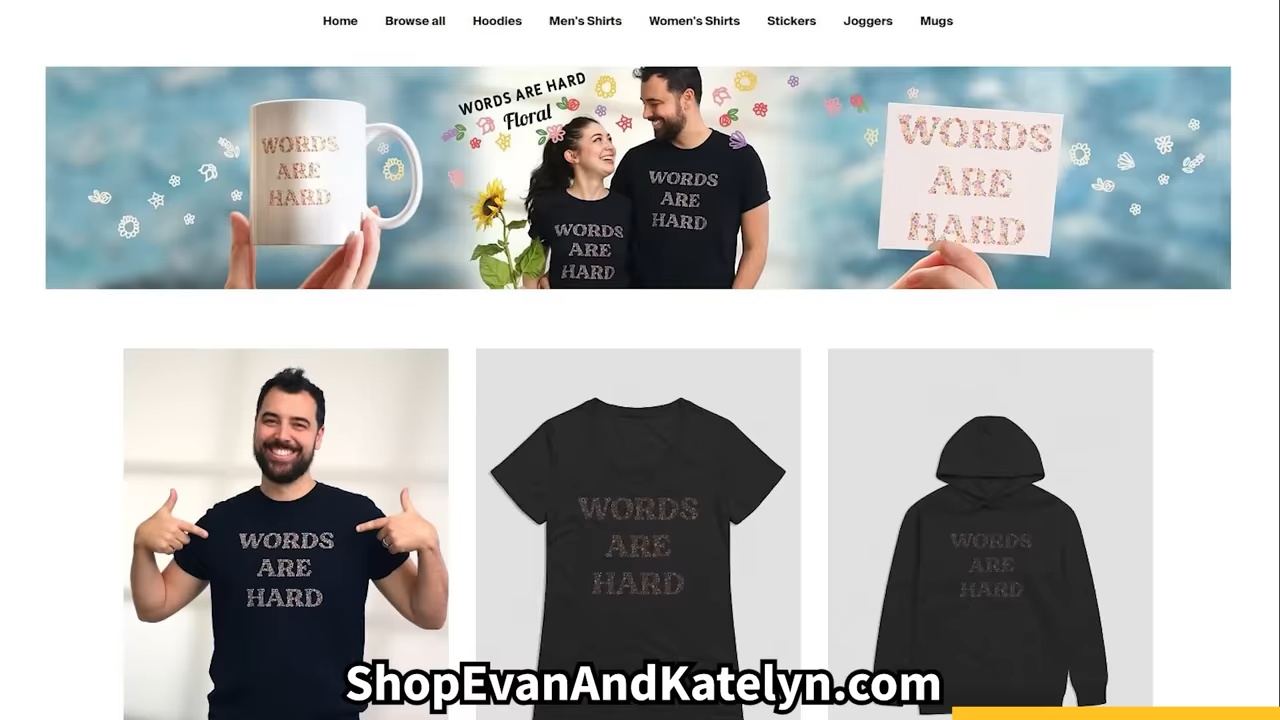 Home Browse all Hoodies Men's Shirts Women's Shirts Stickers Joggers Mugs
WORDS ARE HARD
Floral
WORDS
ARE
HARD
WORDS
ARE
HARD
WORDS
ARE
HARD
WORDS
ARE
HARD
WORDS
ARE
HARD
WORDS
ARE
HARD
WORDS
ARE
HARD
ShopEvanAndKatelyn.com